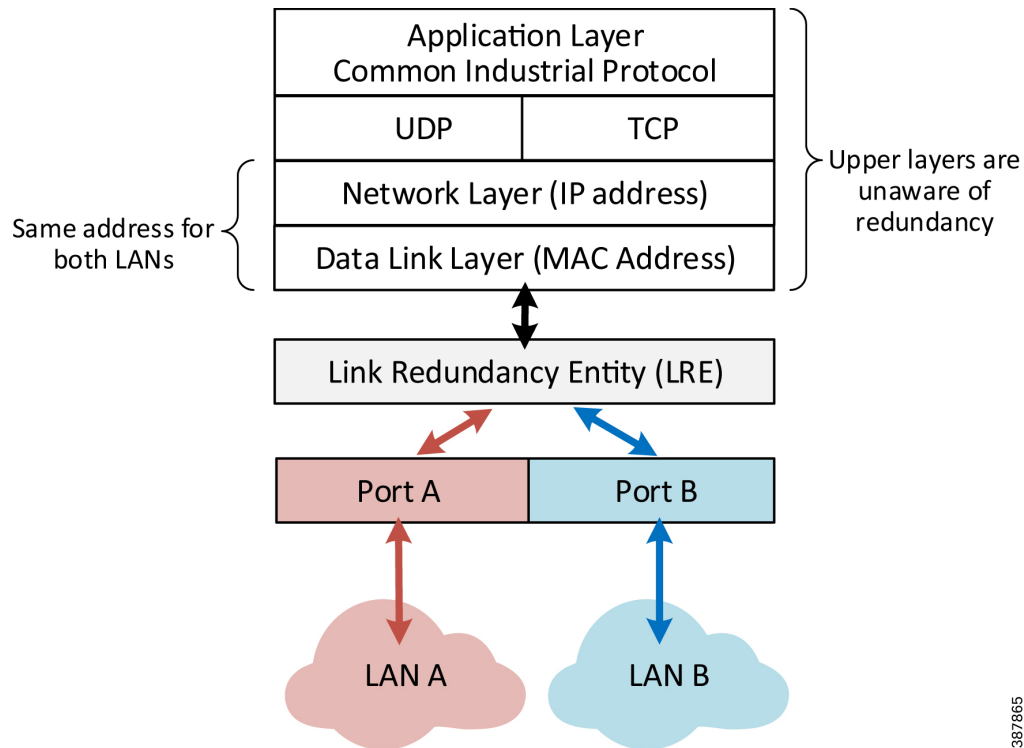 Application Layer
Common Industrial Protocol
UDP
TCP
Network Layer (IP address)
Data Link Layer (MAC Address)
Same address for
both LANs
Upper layers are
unaware of
redundancy
Link Redundancy Entity (LRE)
Port A
Port B
LAN A
LAN B
387865